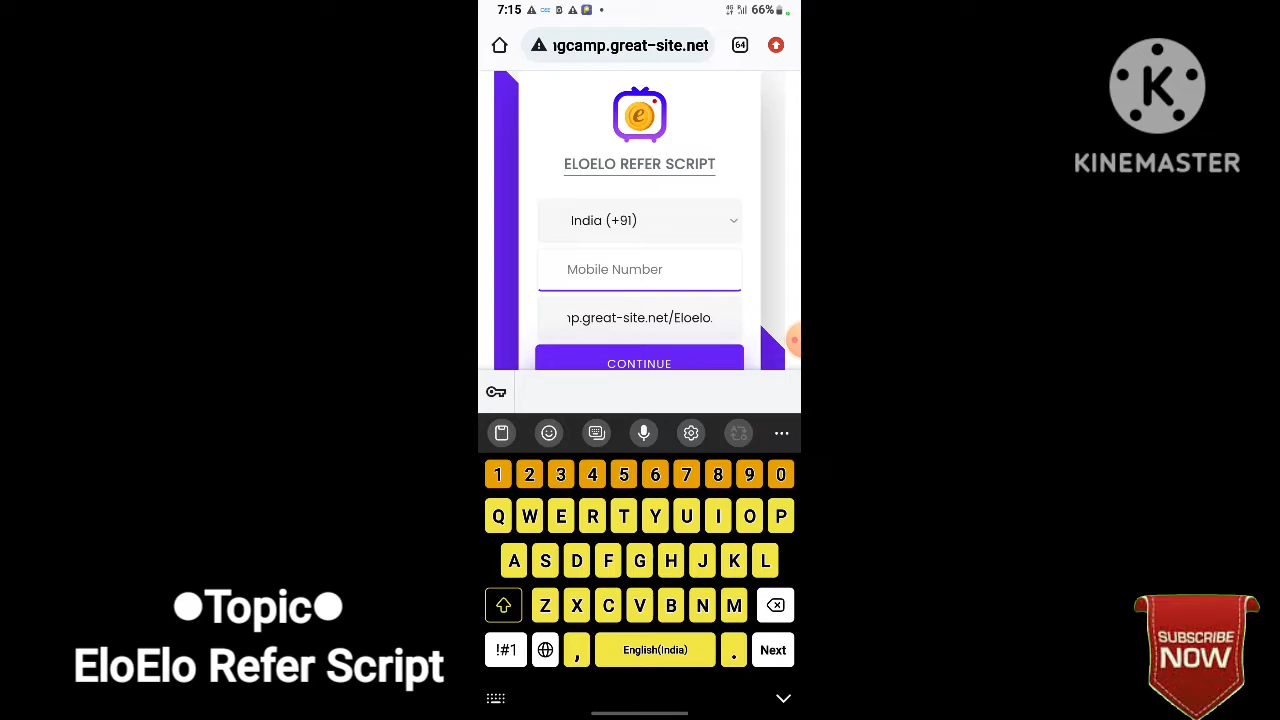 7:15
4G
66%
ngcamp.great-site.net
64
e
ELOELO REFER SCRIPT
India (+91)
Mobile Number
np.great-site.net/Eloelo.
CONTINUE
1 2 3 4 5 6 7 8 9 0
Q W E R T Y U I O P
A S D F G H J K L
Z X C V B N M
!#1 , English(India) . Next
K
KINEMASTER
●Topic●
EloElo Refer Script
SUBSCRIBE
NOW